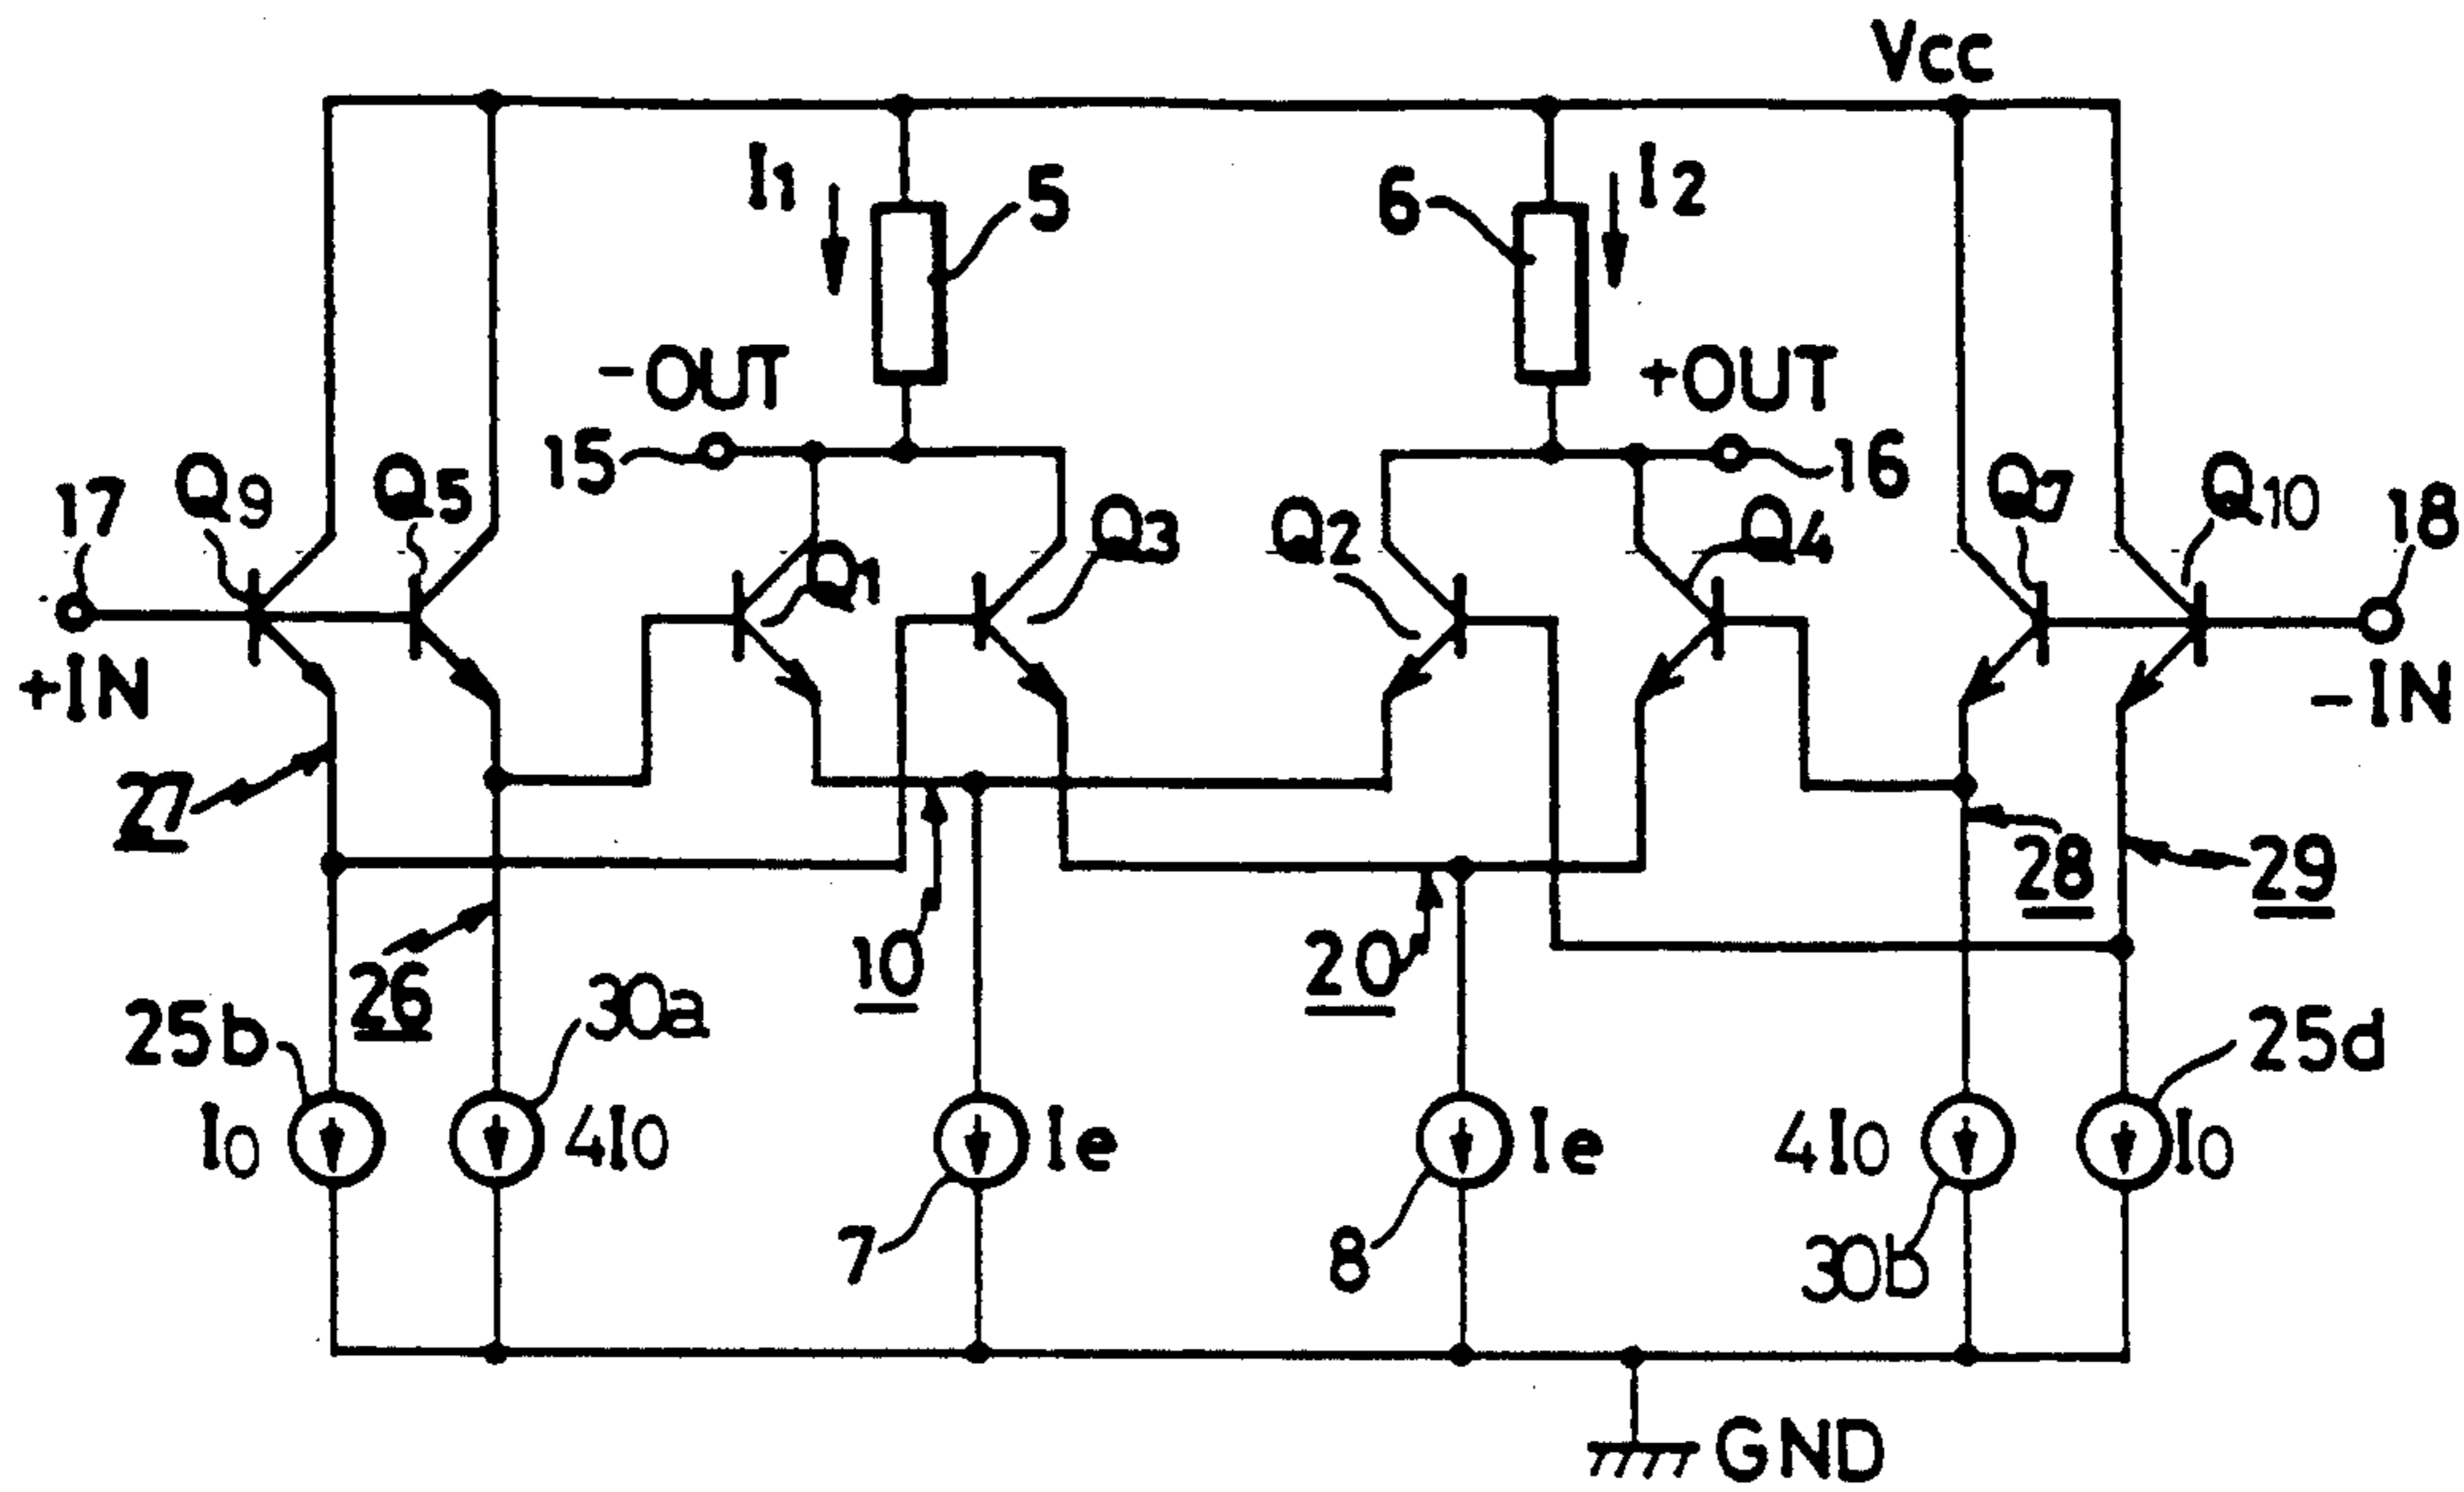 Vcc
I1
5
6
I2
-OUT
+OUT
15
16
17
Q9
Q5
Q1
Q3
Q2
Q4
Q7
Q10
18
+IN
-IN
27
28
29
26
10
20
25b
30a
25d
I0
4I0
Ie
Ie
4I0
I0
7
8
30b
GND